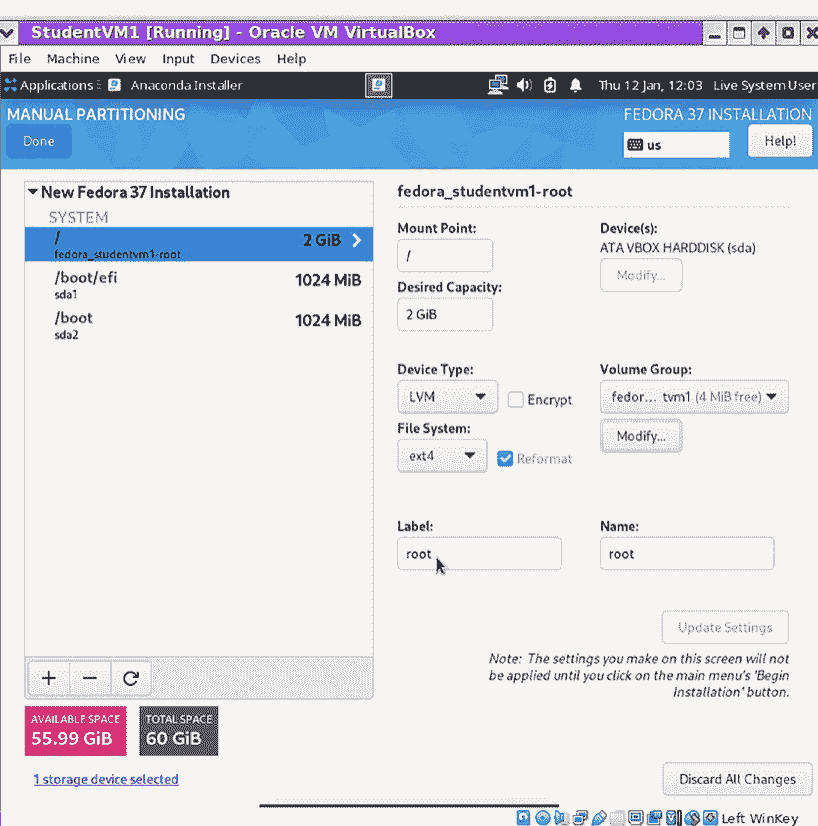 StudentVM1 [Running] - Oracle VM VirtualBox
File Machine View Input Devices Help
Applications Anaconda Installer Thu 12 Jan, 12:03 Live System User
MANUAL PARTITIONING FEDORA 37 INSTALLATION
Done us Help!
New Fedora 37 Installation
SYSTEM
/ 2 GiB
fedora_studentvm1-root
/boot/efi 1024 MiB
sda1
/boot 1024 MiB
sda2
fedora_studentvm1-root
Mount Point: Device(s):
/ ATA VBOX HARDDISK (sda)
Modify...
Desired Capacity:
2 GiB
Device Type: Volume Group:
LVM Encrypt fedor... tvm1 (4 MiB free)
File System: Modify...
ext4 Reformat
Label: Name:
root root
Update Settings
Note: The settings you make on this screen will not
be applied until you click on the main menu's 'Begin
Installation' button.
+ −
AVAILABLE SPACE TOTAL SPACE
55.99 GiB 60 GiB
1 storage device selected
Discard All Changes
Left WinKey